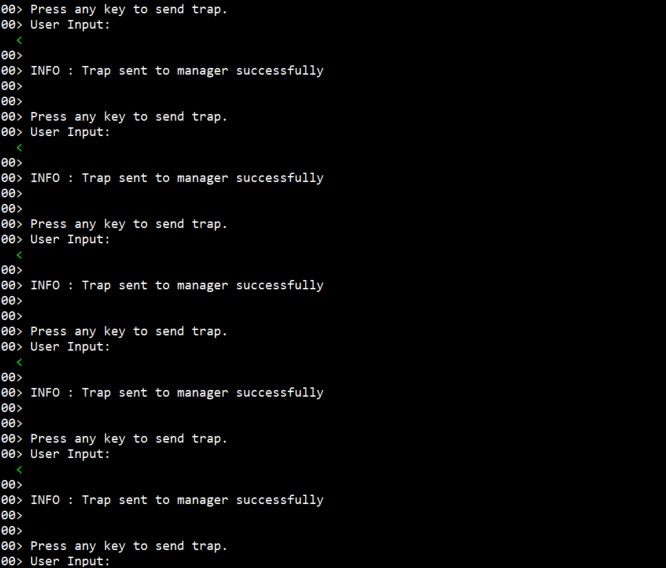 00> Press any key to send trap.
00> User Input:
<
00>
00> INFO : Trap sent to manager successfully
00>
00>
00> Press any key to send trap.
00> User Input:
<
00>
00> INFO : Trap sent to manager successfully
00>
00>
00> Press any key to send trap.
00> User Input:
<
00>
00> INFO : Trap sent to manager successfully
00>
00>
00> Press any key to send trap.
00> User Input:
<
00>
00> INFO : Trap sent to manager successfully
00>
00>
00> Press any key to send trap.
00> User Input:
<
00>
00> INFO : Trap sent to manager successfully
00>
00>
00> Press any key to send trap.
00> User Input: